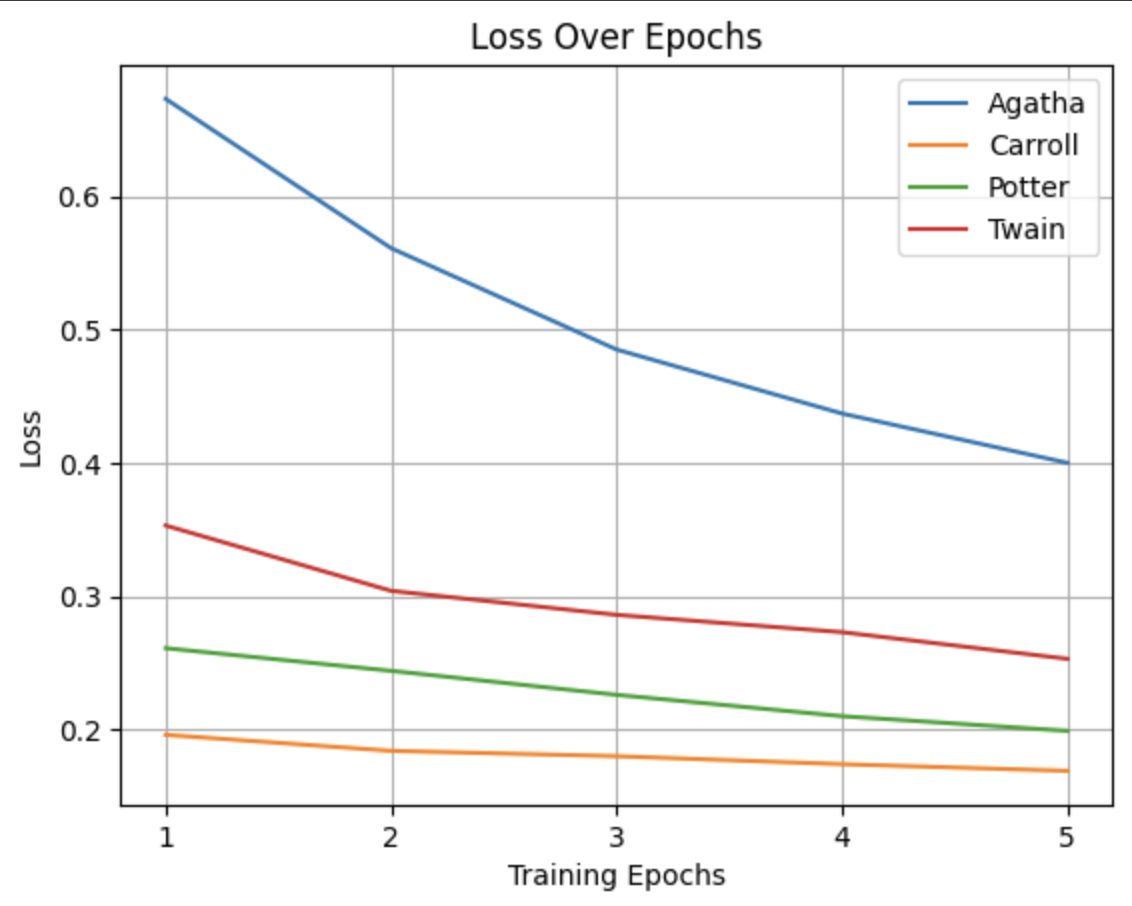 Loss Over Epochs
Agatha
Carroll
Potter
Twain
0.6
0.5
0.4
0.3
0.2
Loss
1 2 3 4 5
Training Epochs